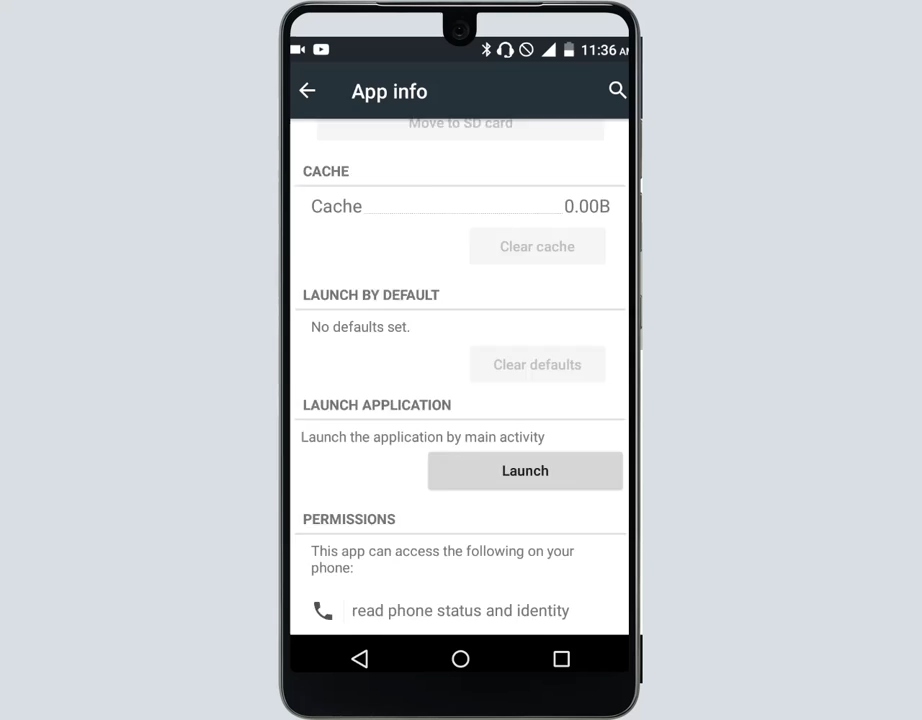 11:36 AM
App info
Move to SD card
CACHE
Cache 0.00B
Clear cache
LAUNCH BY DEFAULT
No defaults set.
Clear defaults
LAUNCH APPLICATION
Launch the application by main activity
Launch
PERMISSIONS
This app can access the following on your
phone:
read phone status and identity